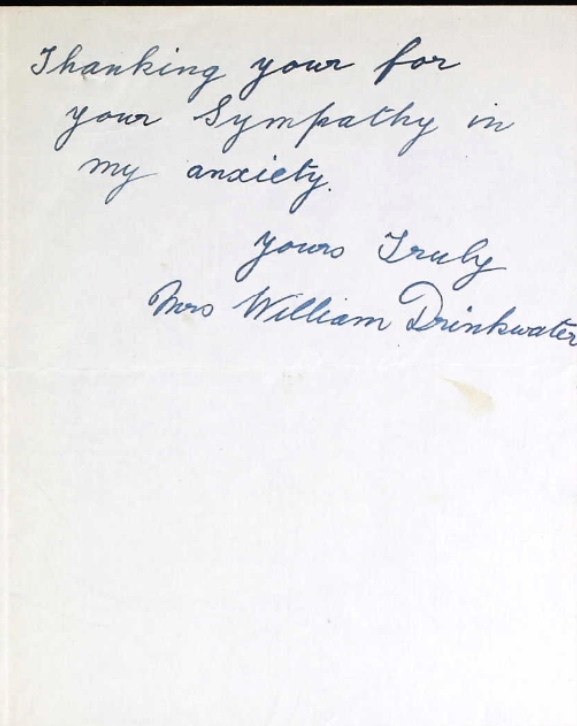 Thanking your for
your Sympathy in
my anxiety.
yours Truly
Mrs William Drinkwater